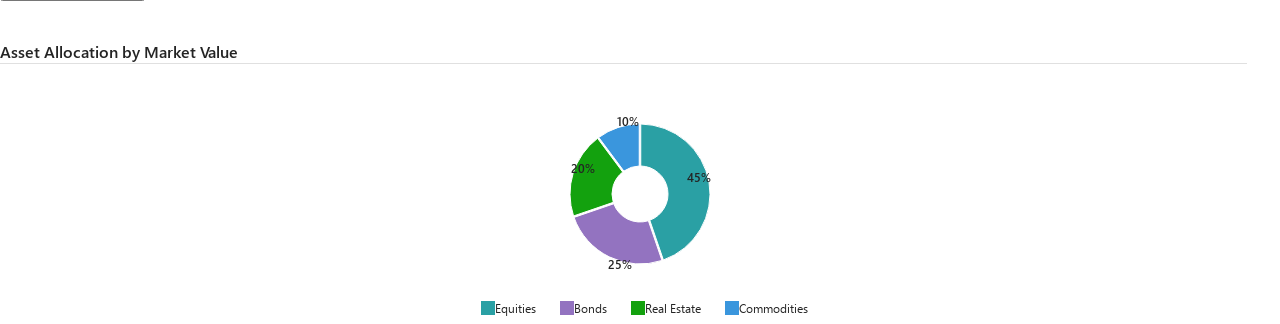 Asset Allocation by Market Value
10%
20%
45%
25%
Equities Bonds Real Estate Commodities